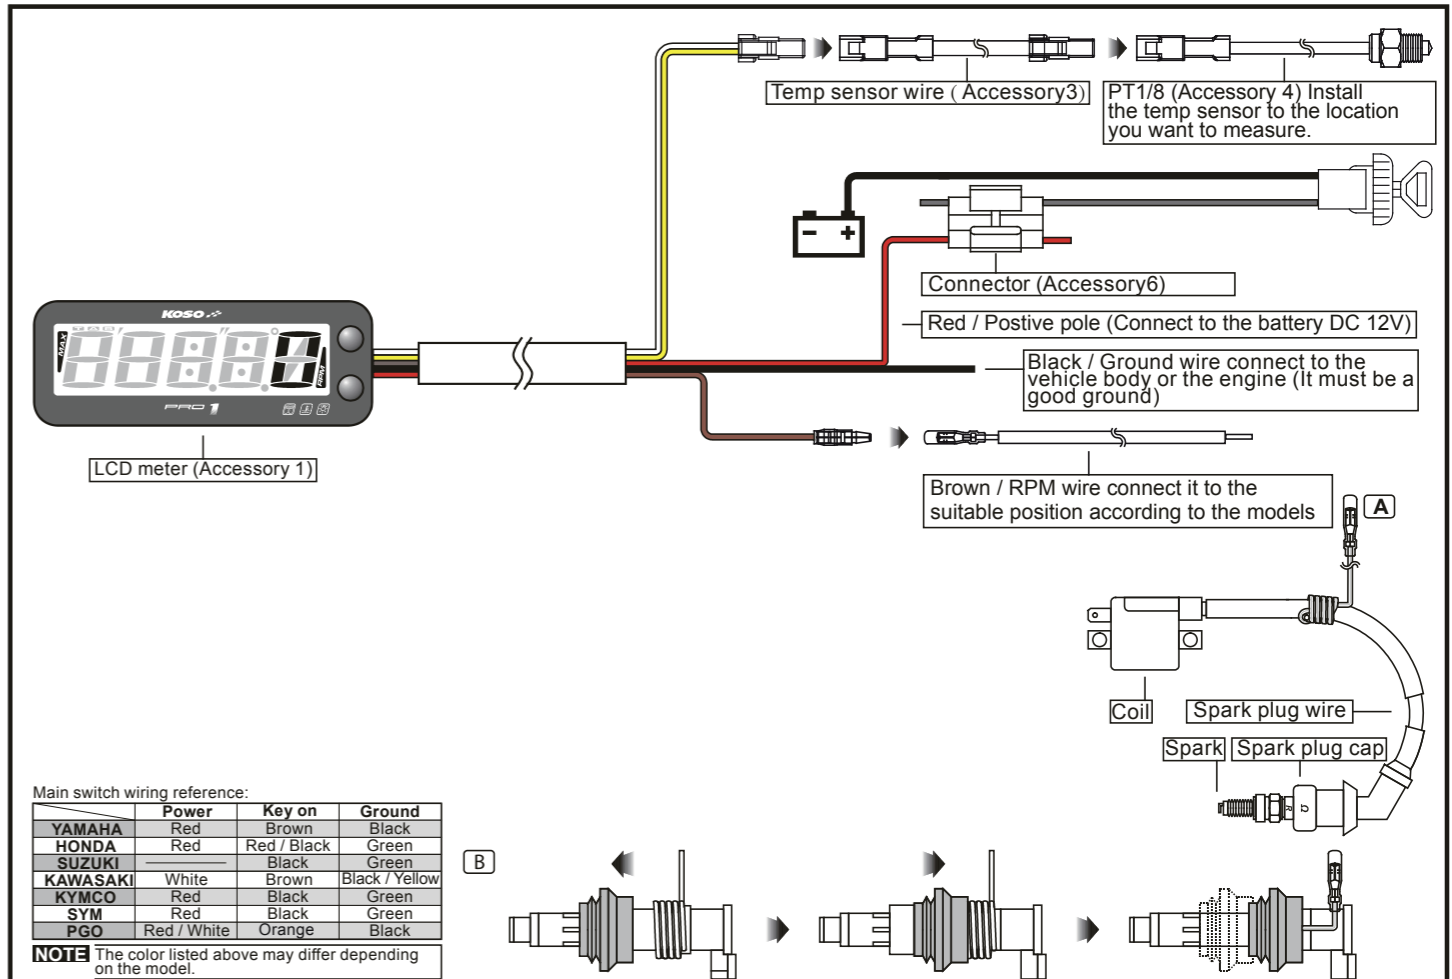 Temp sensor wire ( Accessory3)
PT1/8 (Accessory 4) Install
the temp sensor to the location
you want to measure.
- +
Connector (Accessory6)
Red / Postive pole (Connect to the battery DC 12V)
Black / Ground wire connect to the
vehicle body or the engine (It must be a
good ground)
KOSO
MAX
RPM
PRO 1
LCD meter (Accessory 1)
Brown / RPM wire connect it to the
suitable position according to the models
A
Coil
Spark plug wire
Spark
Spark plug cap
R Ω
Main switch wiring reference:
Power Key on Ground
YAMAHA Red Brown Black
HONDA Red Red / Black Green
SUZUKI Black Green
KAWASAKI White Brown Black / Yellow
KYMCO Red Black Green
SYM Red Black Green
PGO Red / White Orange Black
NOTE The color listed above may differ depending
on the model.
B